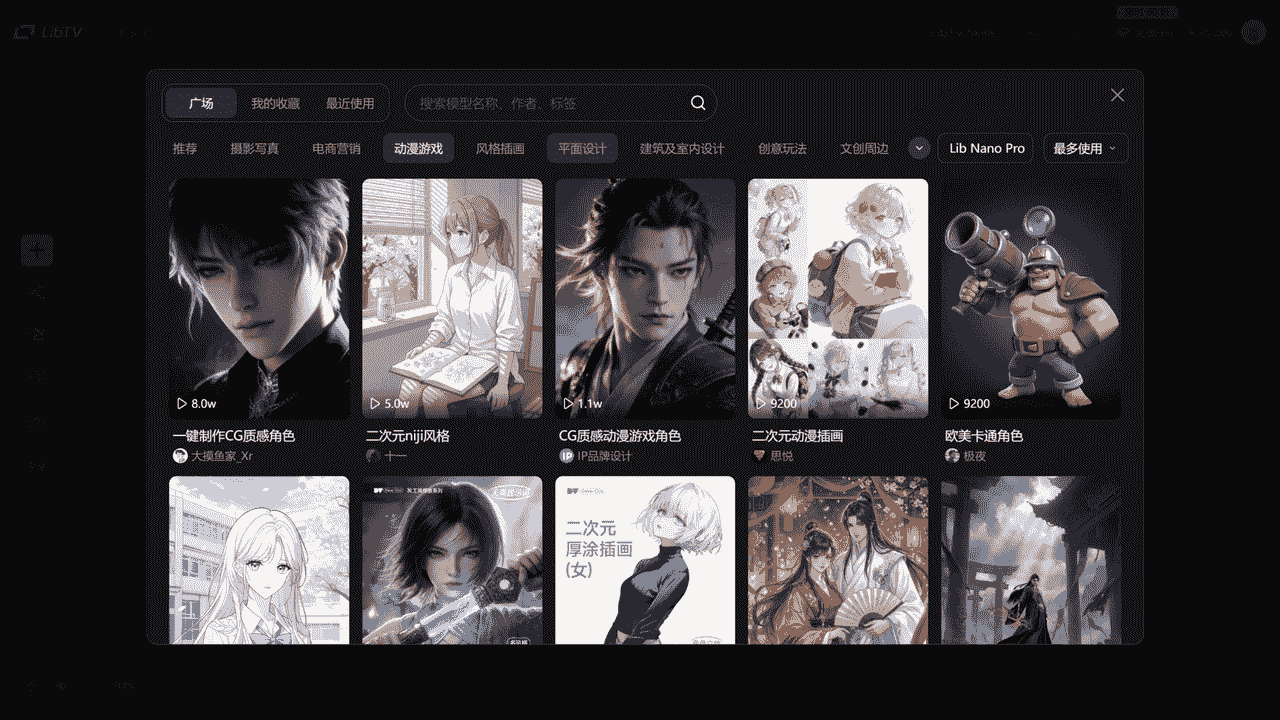 LibTV
广场 我的收藏 最近使用 搜索模型名称、作者、标签
推荐 摄影写真 电商营销 动漫游戏 风格插画 平面设计 建筑及室内设计 创意玩法 文创周边 Lib Nano Pro 最多使用
8.0w 5.0w 1.1w 9200 9200
一键制作CG质感角色 二次元niji风格 CG质感动漫游戏角色 二次元动漫插画 欧美卡通角色
大摸鱼家_Xr 十一 IP IP品牌设计 思悦 极夜
二次元
厚涂插画
(女)